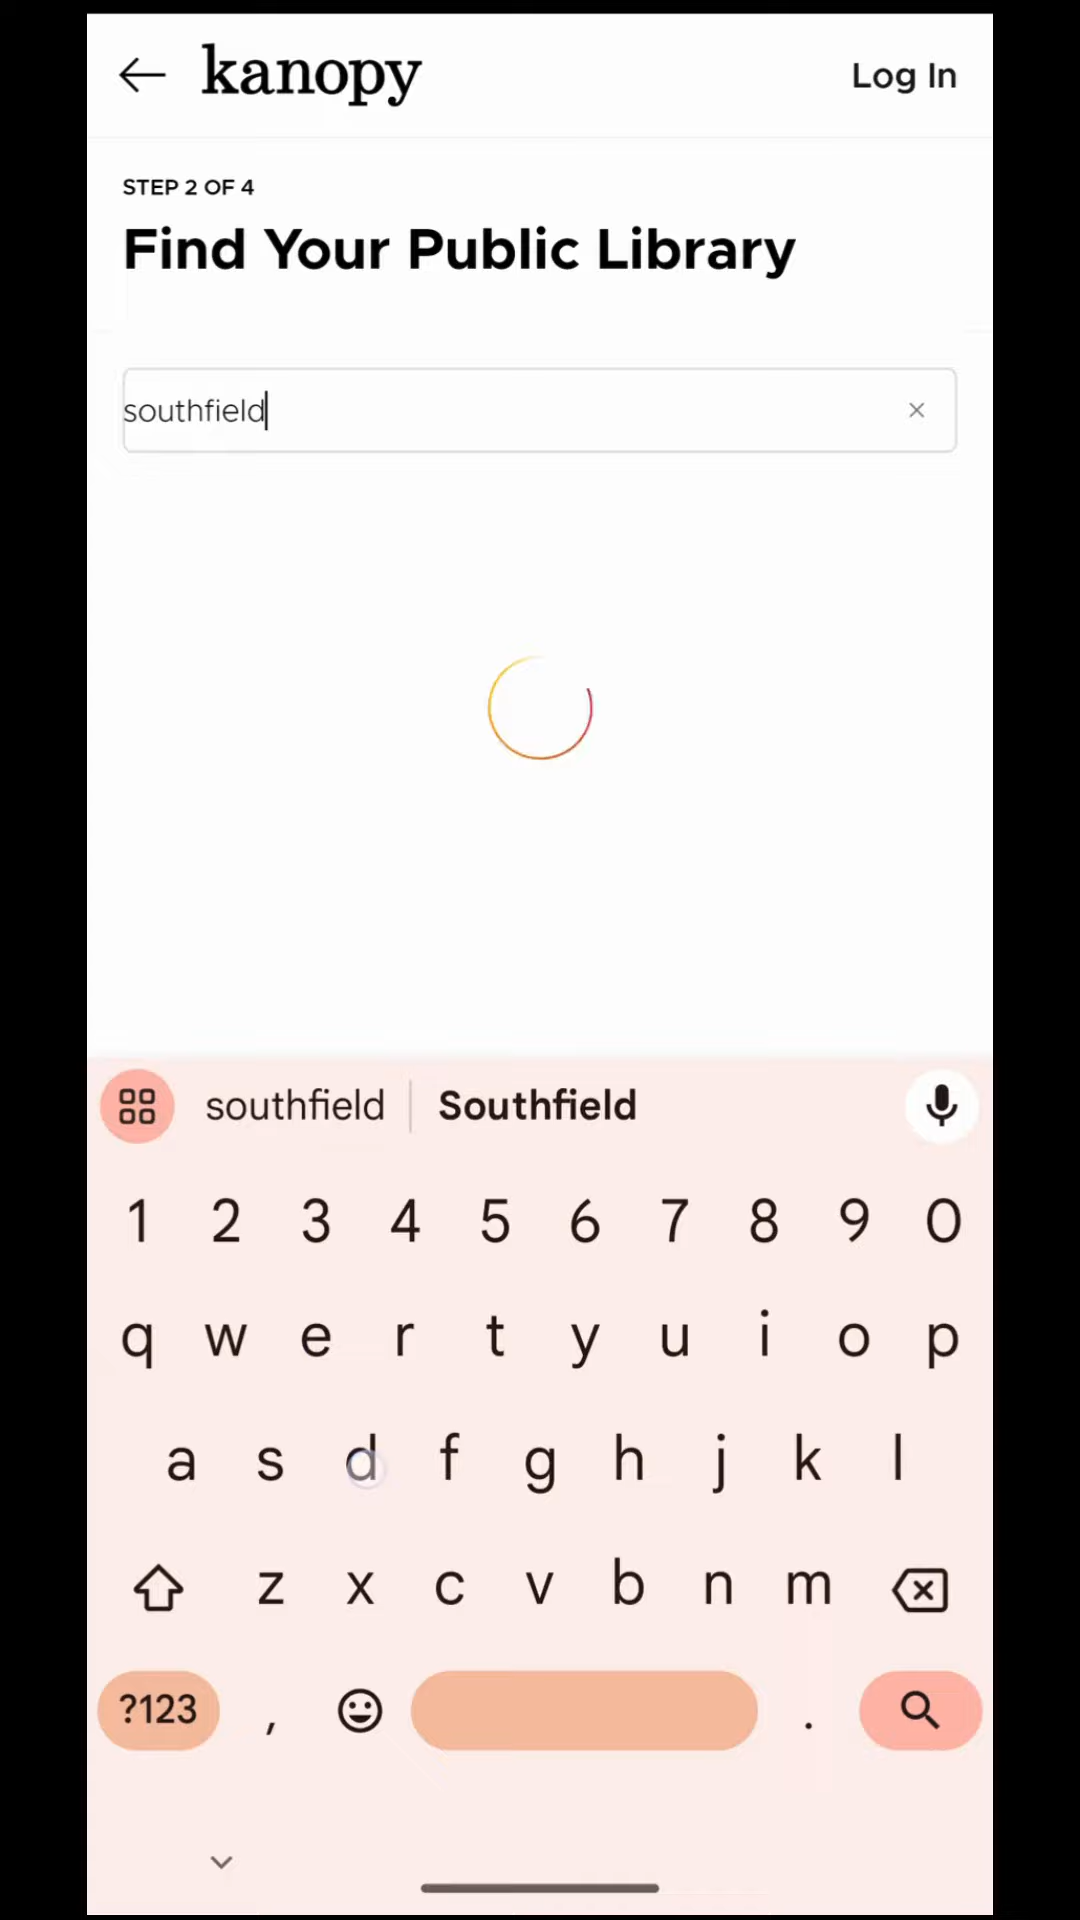 kanopy
Log In
STEP 2 OF 4
Find Your Public Library
southfield
southfield Southfield
1 2 3 4 5 6 7 8 9 0
q w e r t y u i o p
a s d f g h j k l
z x c v b n m
?123 , .